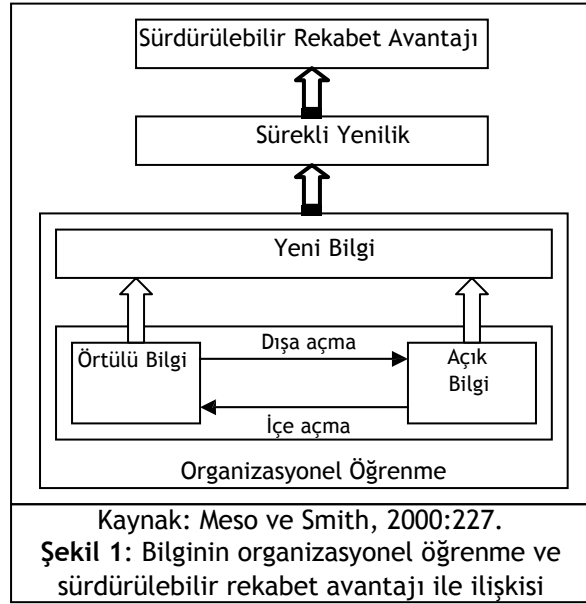 Sürdürülebilir Rekabet Avantajı
Sürekli Yenilik
Yeni Bilgi
Örtülü Bilgi
Dışa açma
Açık
Bilgi
İçe açma
Organizasyonel Öğrenme
Kaynak: Meso ve Smith, 2000:227.
Şekil 1: Bilginin organizasyonel öğrenme ve
sürdürülebilir rekabet avantajı ile ilişkisi